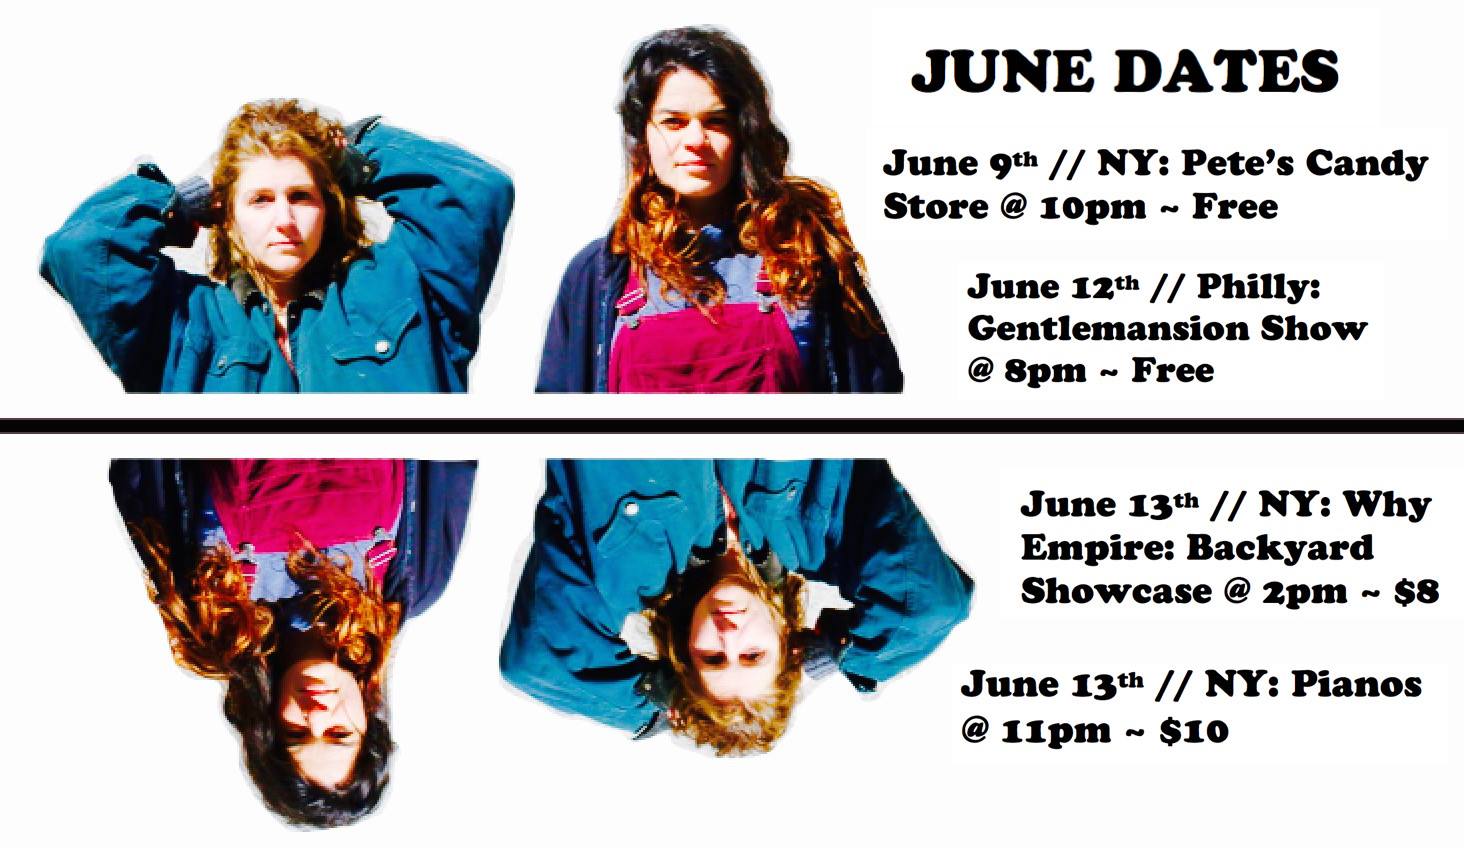 JUNE DATES
June 9th // NY: Pete’s Candy
Store @ 10pm ~ Free
June 12th // Philly:
Gentlemansion Show
@ 8pm ~ Free
June 13th // NY: Why
Empire: Backyard
Showcase @ 2pm ~ $8
June 13th // NY: Pianos
@ 11pm ~ $10